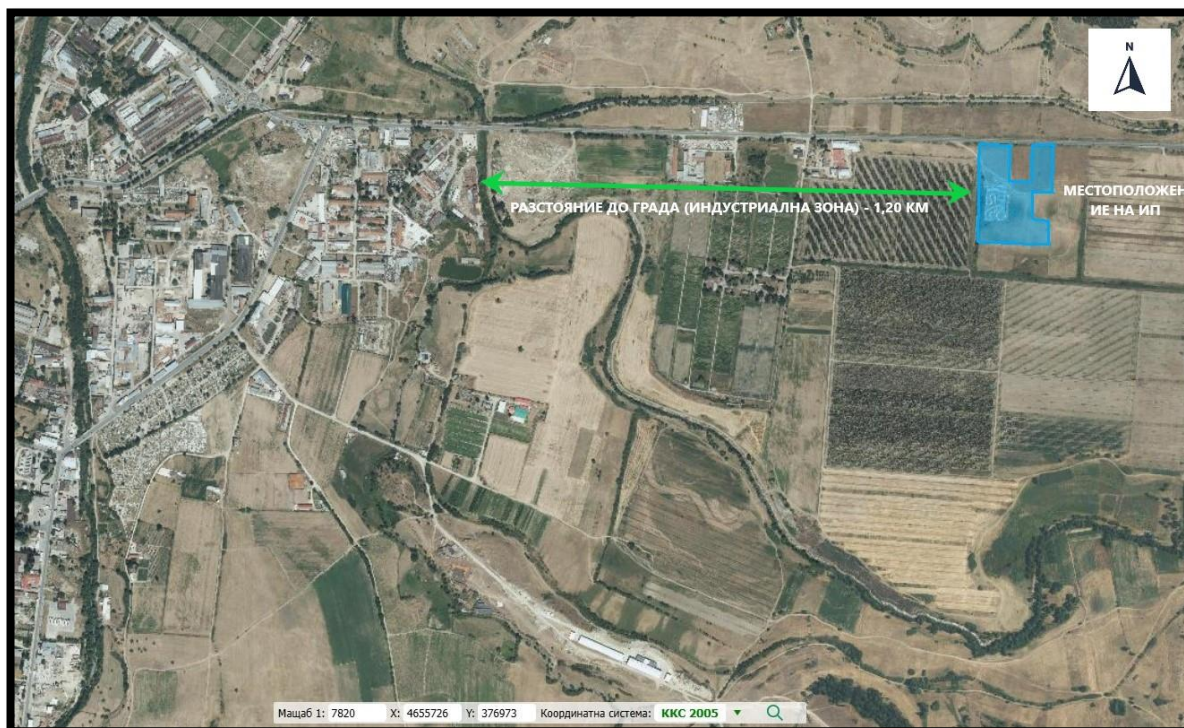 N
РАЗСТОЯНИЕ ДО ГРАДА (ИНДУСТРИАЛНА ЗОНА) - 1,20 КМ
МЕСТОПОЛОЖЕН
ИЕ НА ИП
Мащаб 1: 7820 X: 4655726 Y: 376973 Координатна система: ККС 2005